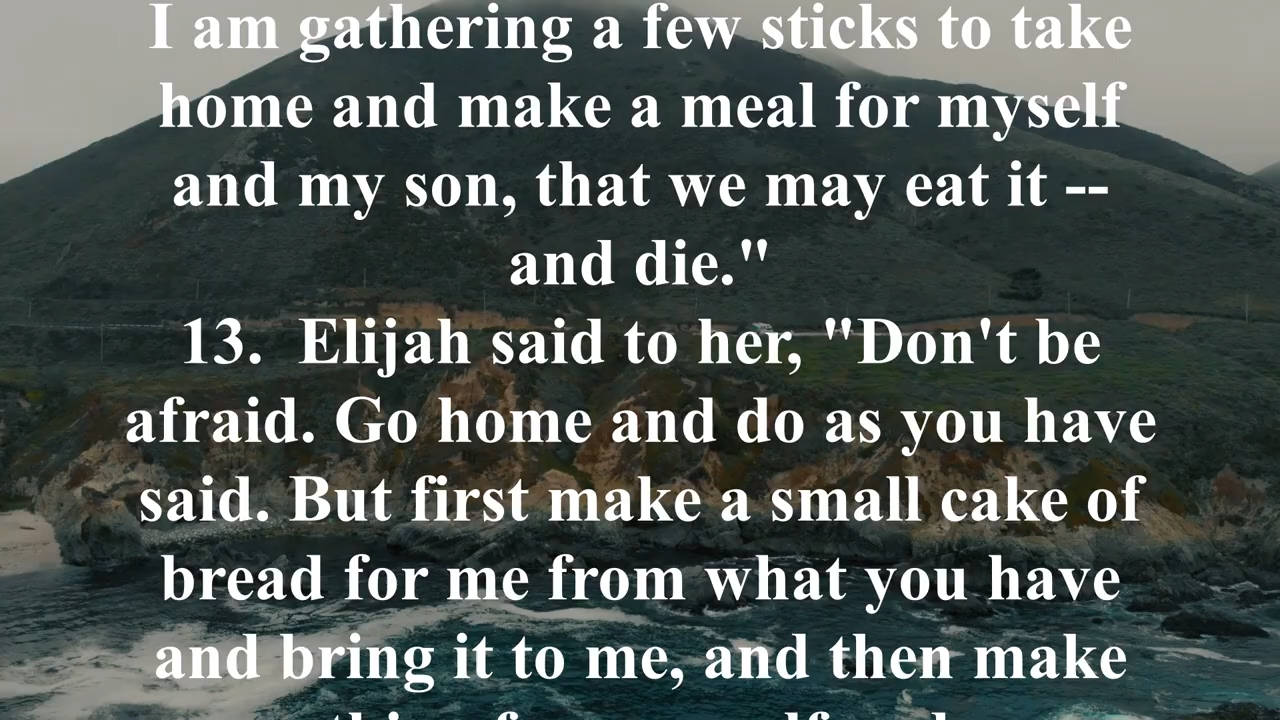 I am gathering a few sticks to take
home and make a meal for myself
and my son, that we may eat it --
and die."
13.  Elijah said to her, "Don't be
afraid. Go home and do as you have
said. But first make a small cake of
bread for me from what you have
and bring it to me, and then make